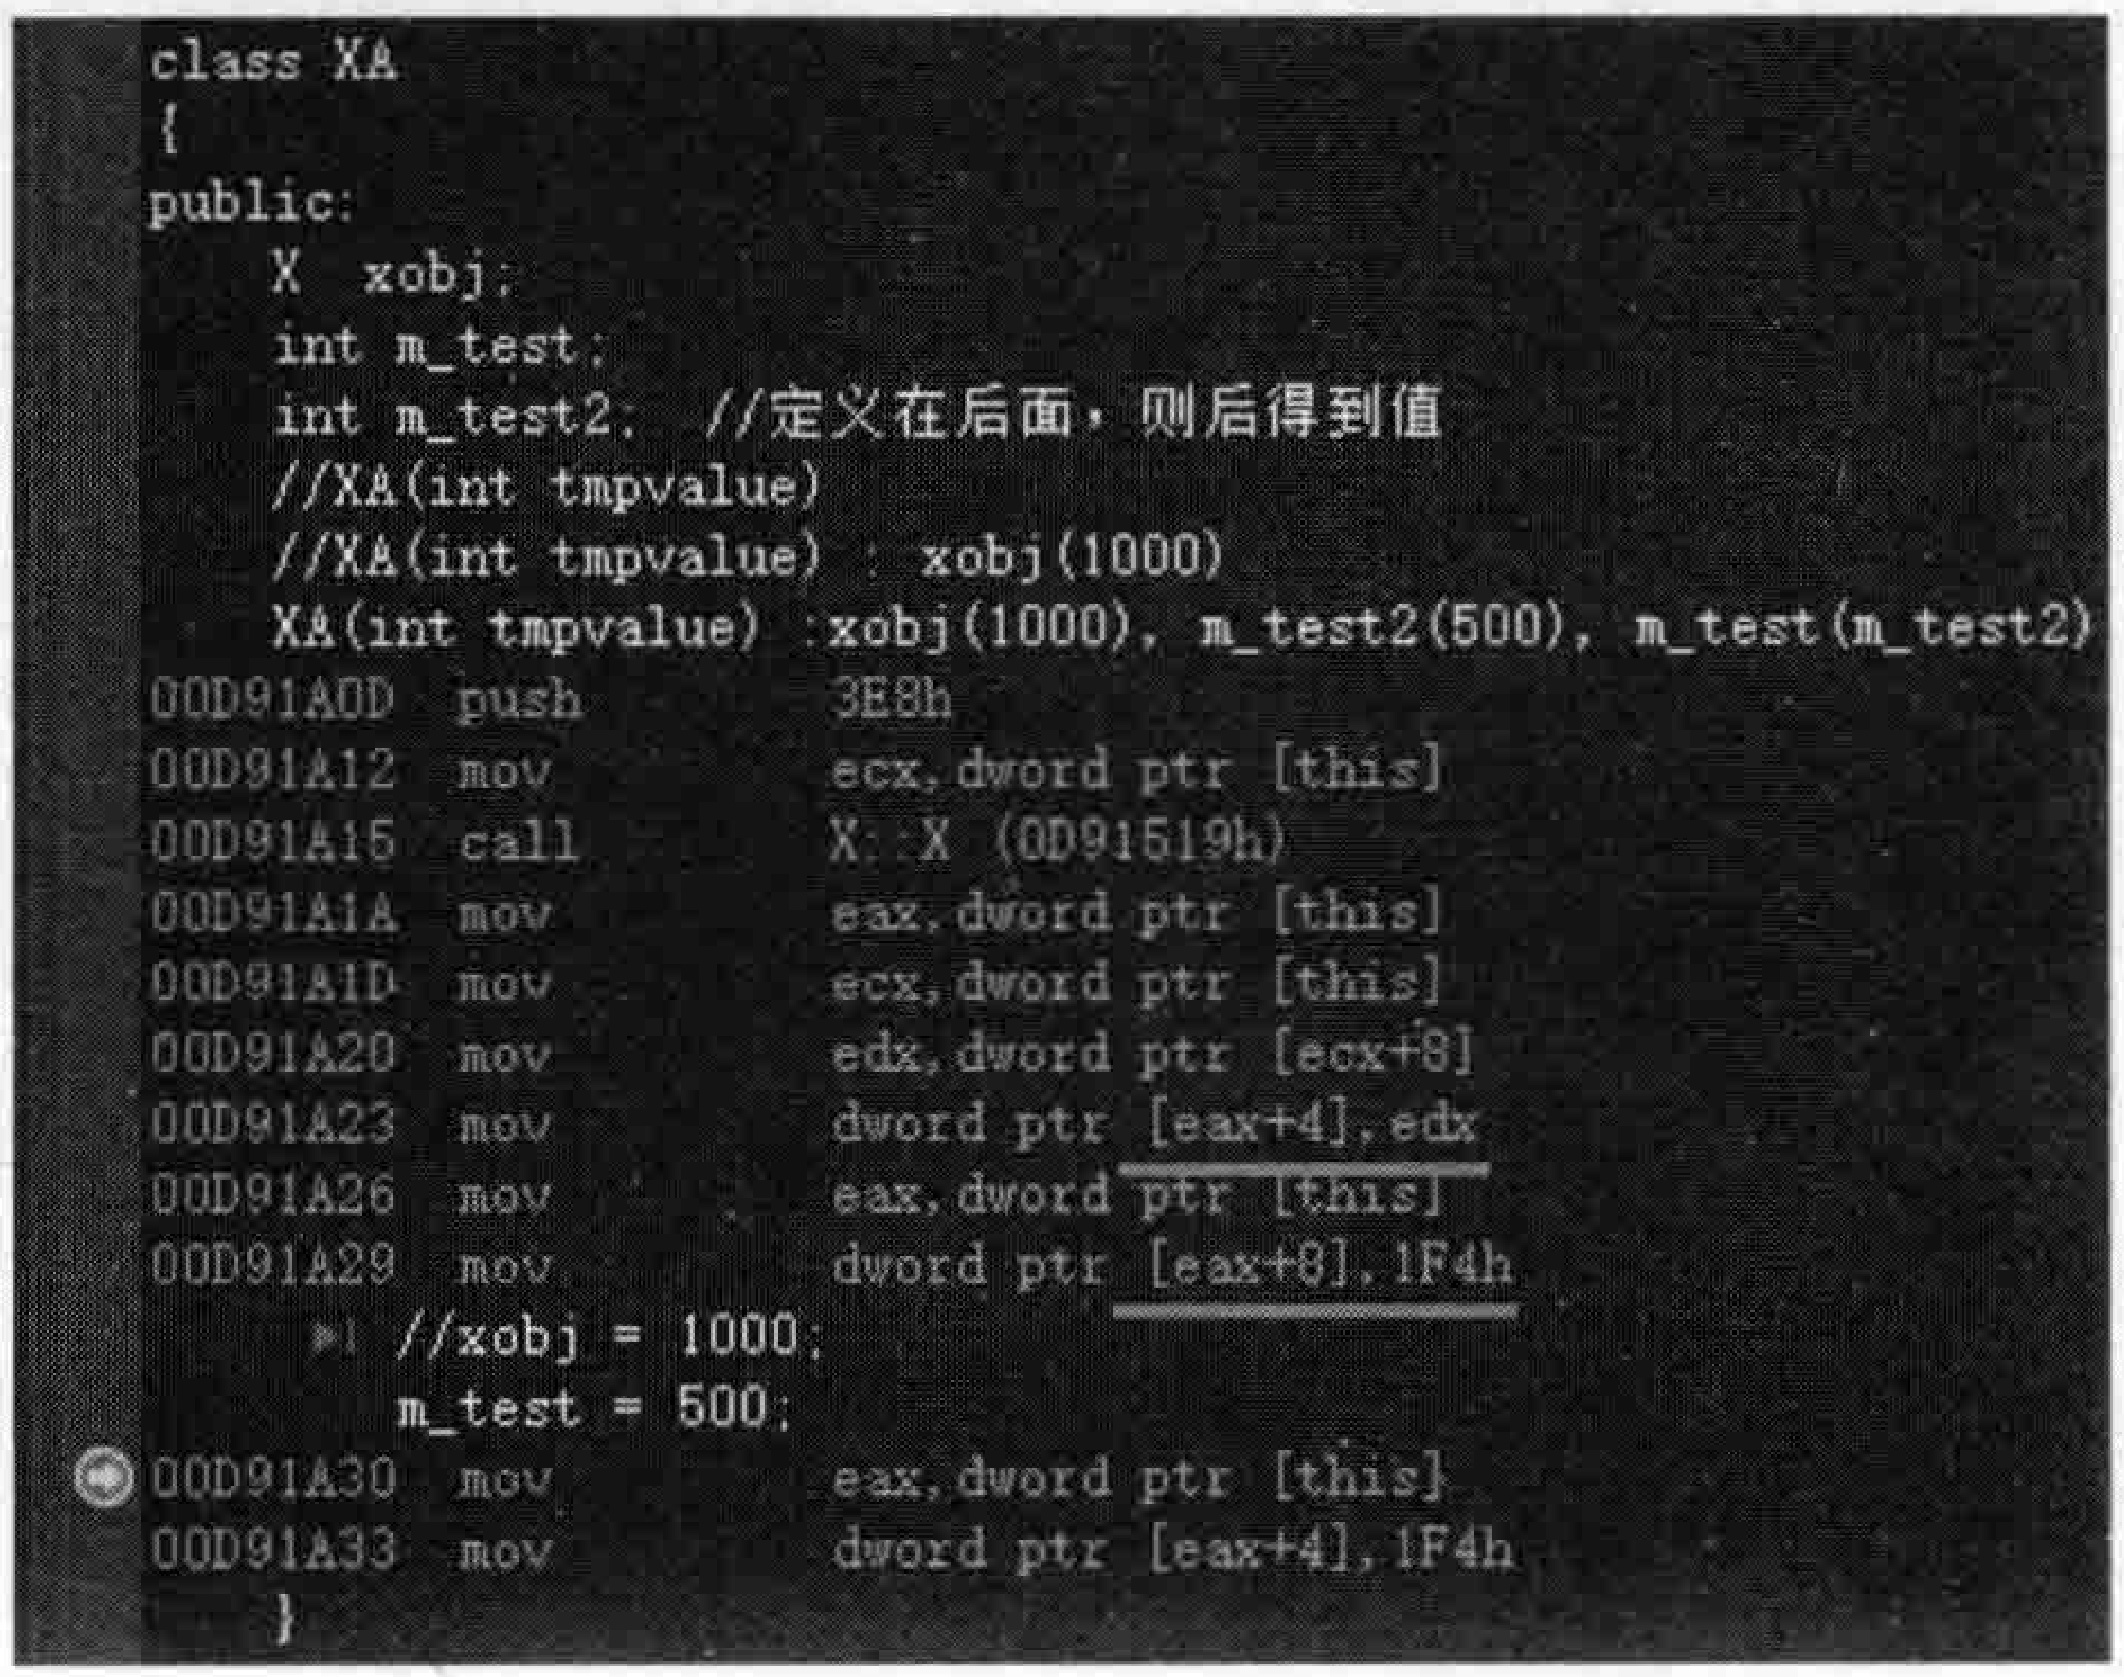 class XA
{
public:
X xobj;
int m_test;
int m_test2; //定义在后面，则后得到值
//XA(int tmpvalue)
//XA(int tmpvalue) : xobj(1000)
XA(int tmpvalue) :xobj(1000), m_test2(500), m_test(m_test2)
00D91A0D push 3E8h
00D91A12 mov ecx,dword ptr [this]
00D91A15 call X::X (0D91519h)
00D91A1A mov eax,dword ptr [this]
00D91A1D mov ecx,dword ptr [this]
00D91A20 mov edx,dword ptr [ecx+8]
00D91A23 mov dword ptr [eax+4],edx
00D91A26 mov eax,dword ptr [this]
00D91A29 mov dword ptr [eax+8],1F4h
//xobj = 1000;
m_test = 500;
00D91A30 mov eax,dword ptr [this]
00D91A33 mov dword ptr [eax+4],1F4h
}